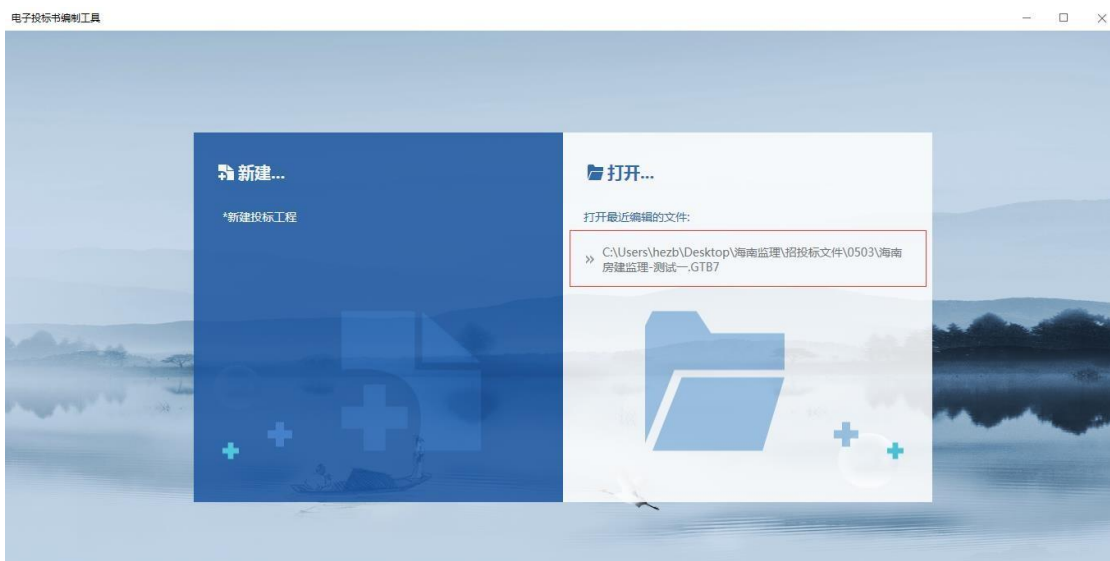 电子投标书编制工具
新建...
*新建投标工程
打开...
打开最近编辑的文件:
» C:\Users\hezb\Desktop\海南监理\招投标文件\0503\海南
房建监理-测试一.GTB7